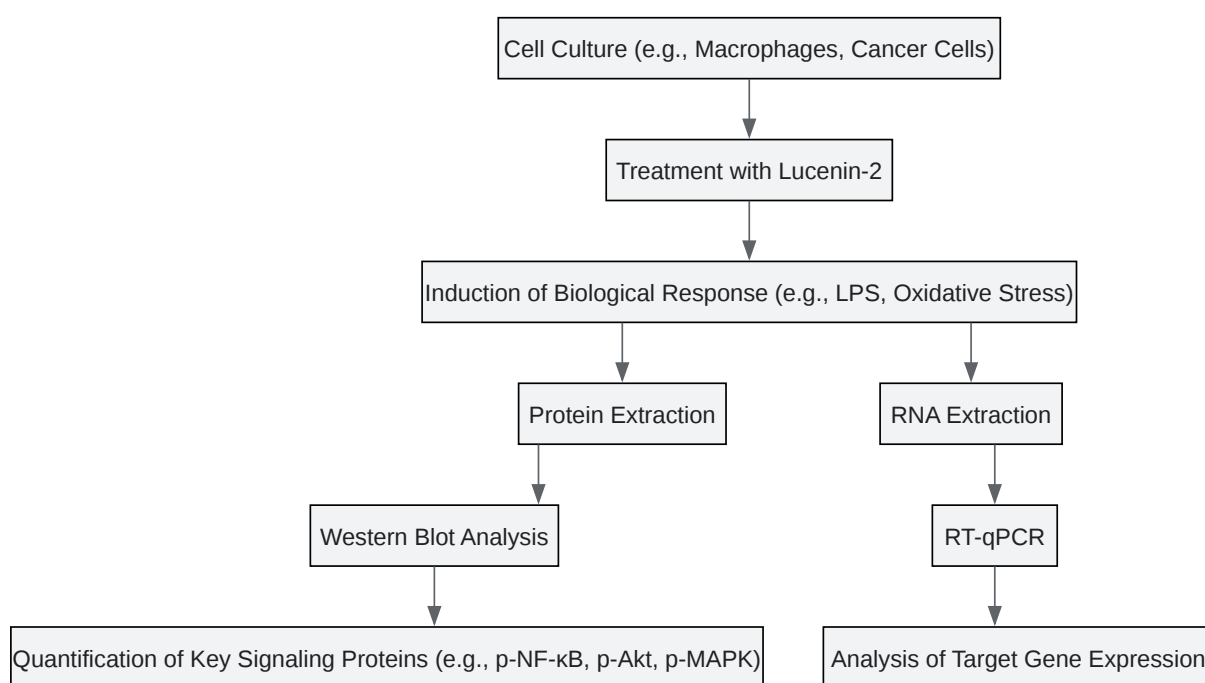 Cell Culture (e.g., Macrophages, Cancer Cells)
Treatment with Lucenin-2
Induction of Biological Response (e.g., LPS, Oxidative Stress)
Protein Extraction
RNA Extraction
Western Blot Analysis
RT-qPCR
Quantification of Key Signaling Proteins (e.g., p-NF-κB, p-Akt, p-MAPK)
Analysis of Target Gene Expression